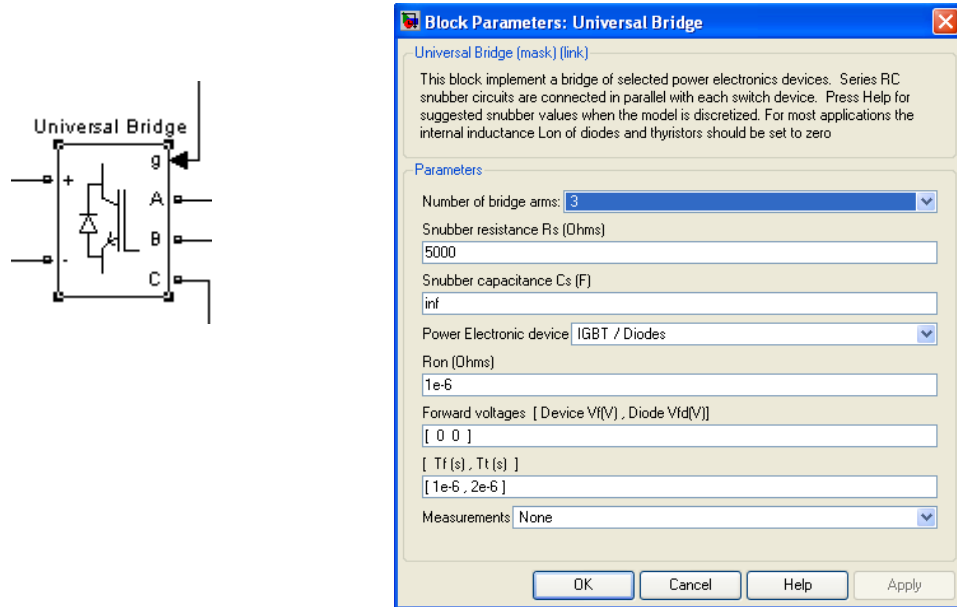 Universal Bridge
g
+
A
B
-
C
Block Parameters: Universal Bridge
Universal Bridge (mask) (link)
This block implement a bridge of selected power electronics devices. Series RC
snubber circuits are connected in parallel with each switch device. Press Help for
suggested snubber values when the model is discretized. For most applications the
internal inductance Lon of diodes and thyristors should be set to zero
Parameters
Number of bridge arms: 3
Snubber resistance Rs (Ohms)
5000
Snubber capacitance Cs (F)
inf
Power Electronic device IGBT / Diodes
Ron (Ohms)
1e-6
Forward voltages [ Device Vf(V) , Diode Vfd(V)]
[ 0 0 ]
[ Tf (s) , Tt (s) ]
[ 1e-6 , 2e-6 ]
Measurements None
OK Cancel Help Apply